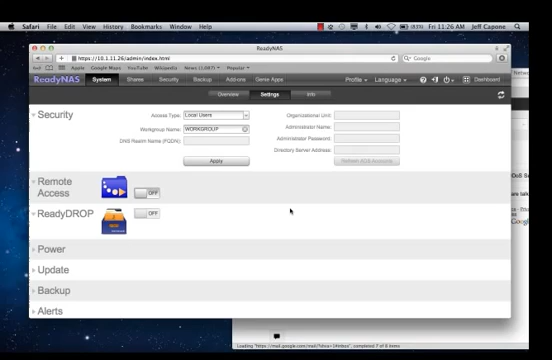 Safari File Edit View History Bookmarks Window Help Fri 11:26 AM Jeff Capone
ReadyNAS
https://10.1.11.26/admin/index.html Google
Apple Google Maps YouTube Wikipedia Popular
ReadyNAS System Shares Security Backup Addons Genie Apps Profile Language Dashboard
Overview Settings Info
Security
Access Type: Local Users
Workgroup Name: WORKGROUP
DNS Realm Name (FQDN):
Organizational Unit:
Administrator Name:
Administrator Password:
Directory Server Address:
Apply
Refresh ADS Accounts
Remote
Access
OFF
ReadyDROP
OFF
Power
Update
Backup
Alerts